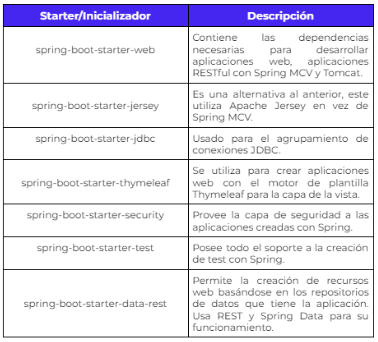 Starter/Inicializador
Descripción
spring-boot-starter-web
Contiene las dependencias
necesarias para desarrollar
aplicaciones web, aplicaciones
RESTful con Spring MCV y Tomcat.
spring-boot-starter-jersey
Es una alternativa al anterior, este
utiliza Apache Jersey en vez de
Spring MCV.
spring-boot-starter-jdbc
Usado para el agrupamiento de
conexiones JDBC.
spring-boot-starter-thymeleaf
Se utiliza para crear aplicaciones
web con el motor de plantilla
Thymeleaf para la capa de la vista.
spring-boot-starter-security
Provee la capa de seguridad a las
aplicaciones creadas con Spring.
spring-boot-starter-test
Posee todo el soporte a la creación
de test con Spring.
spring-boot-starter-data-rest
Permite la creación de recursos
web basándose en los repositorios
de datos que tiene la aplicación.
Usa REST y Spring Data para su
funcionamiento.